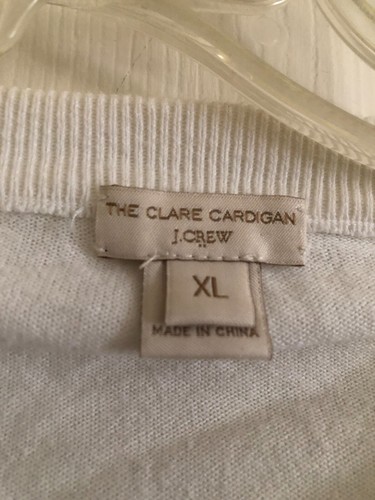 THE CLARE CARDIGAN
J.CREW
XL
MADE IN CHINA